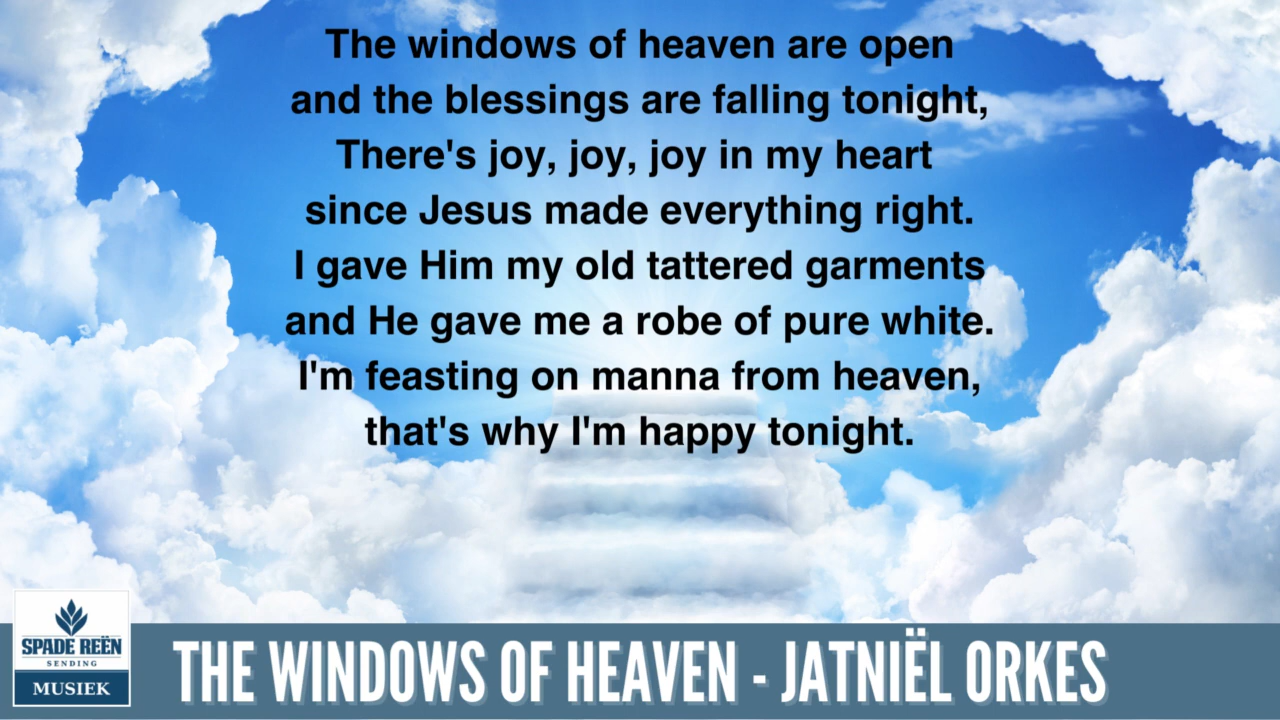 The windows of heaven are open
and the blessings are falling tonight,
There's joy, joy, joy in my heart
since Jesus made everything right.
I gave Him my old tattered garments
and He gave me a robe of pure white.
I'm feasting on manna from heaven,
that's why I'm happy tonight.
SPADE REËN
SENDING
MUSIEK
THE WINDOWS OF HEAVEN - JATNIËL ORKES